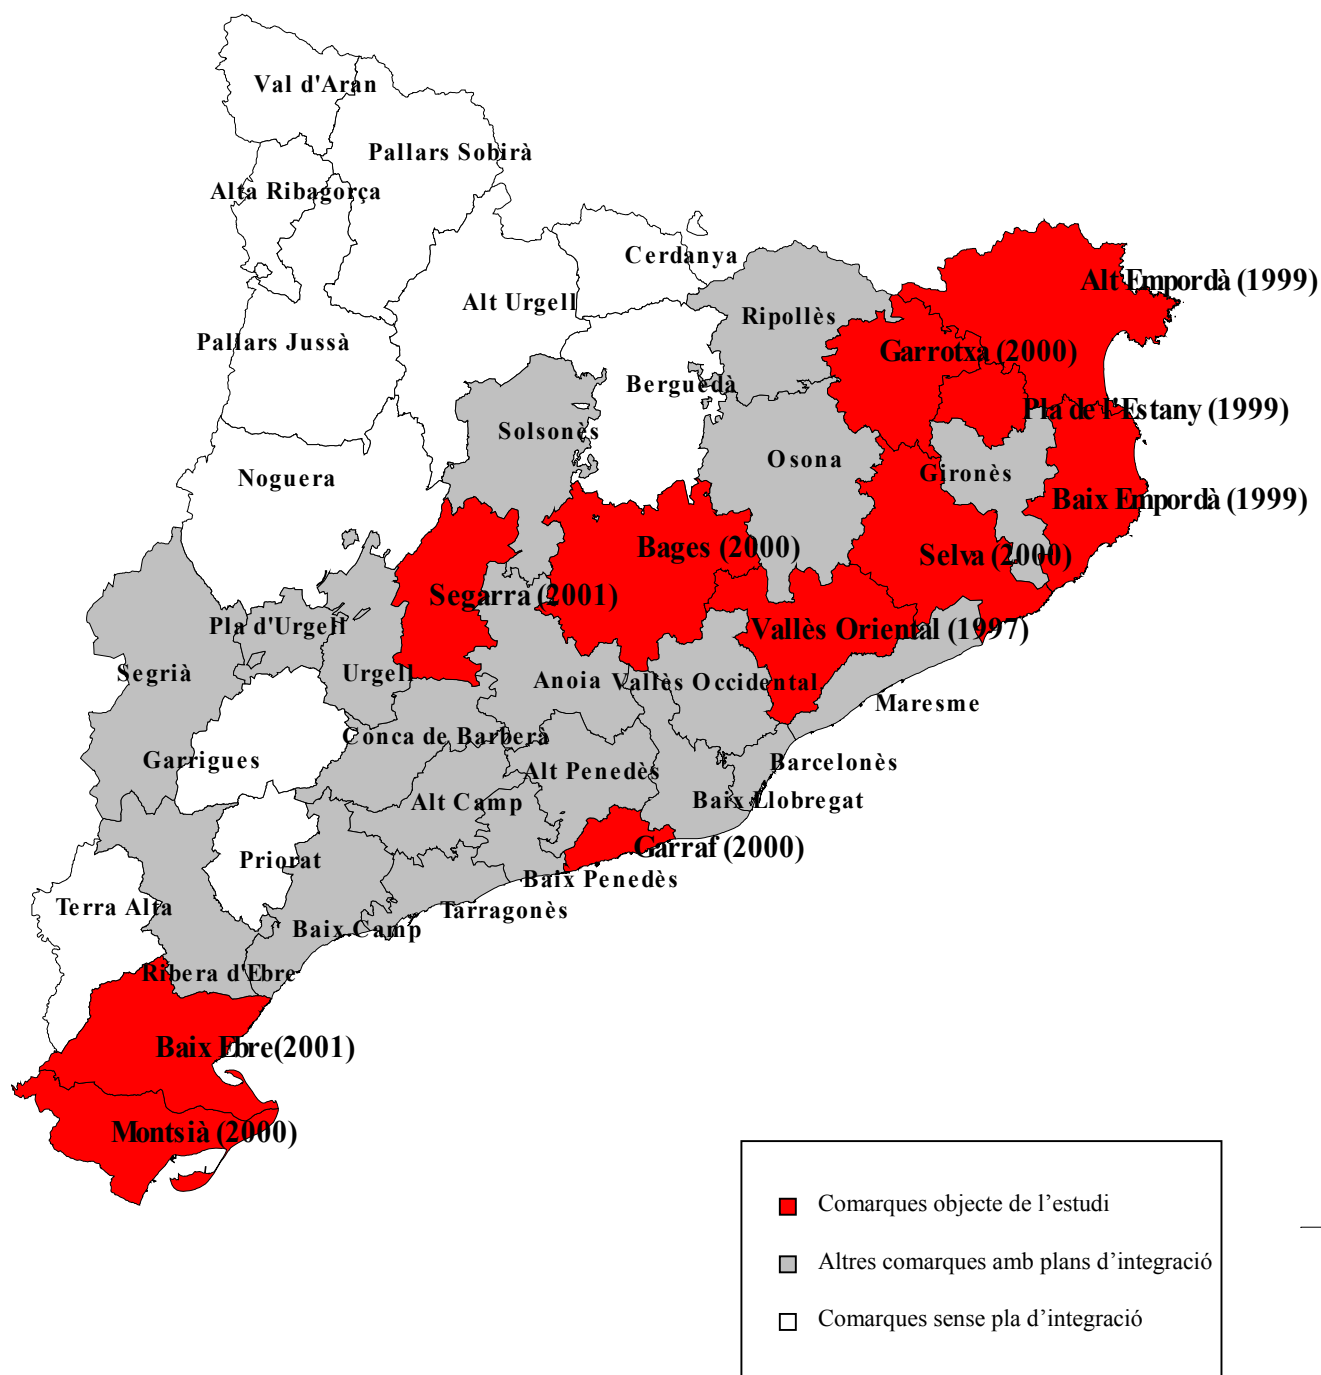 Val d'Aran
Pallars Sobirà
Alta Ribagorça
Cerdanya
Alt Empordà (1999)
Alt Urgell
Ripollès
Pallars Jussà
Garrotxa (2000)
Berguedà
Pla de l'Estany (1999)
Solsonès
Osona
Gironès
Noguera
Baix Empordà (1999)
Bages (2000)
Selva (2000)
Segarra (2001)
Pla d'Urgell
Vallès Oriental (1997)
Segrià
Urgell
Anoia
Vallès Occidental
Maresme
Conca de Barberà
Garrigues
Alt Penedès
Barcelonès
Alt Camp
Baix Llobregat
Garraf (2000)
Priorat
Baix Penedès
Terra Alta
Tarragonès
Baix Camp
Ribera d'Ebre
Baix Ebre(2001)
Montsià (2000)
Comarques objecte de l’estudi
Altres comarques amb plans d’integració
Comarques sense pla d’integració